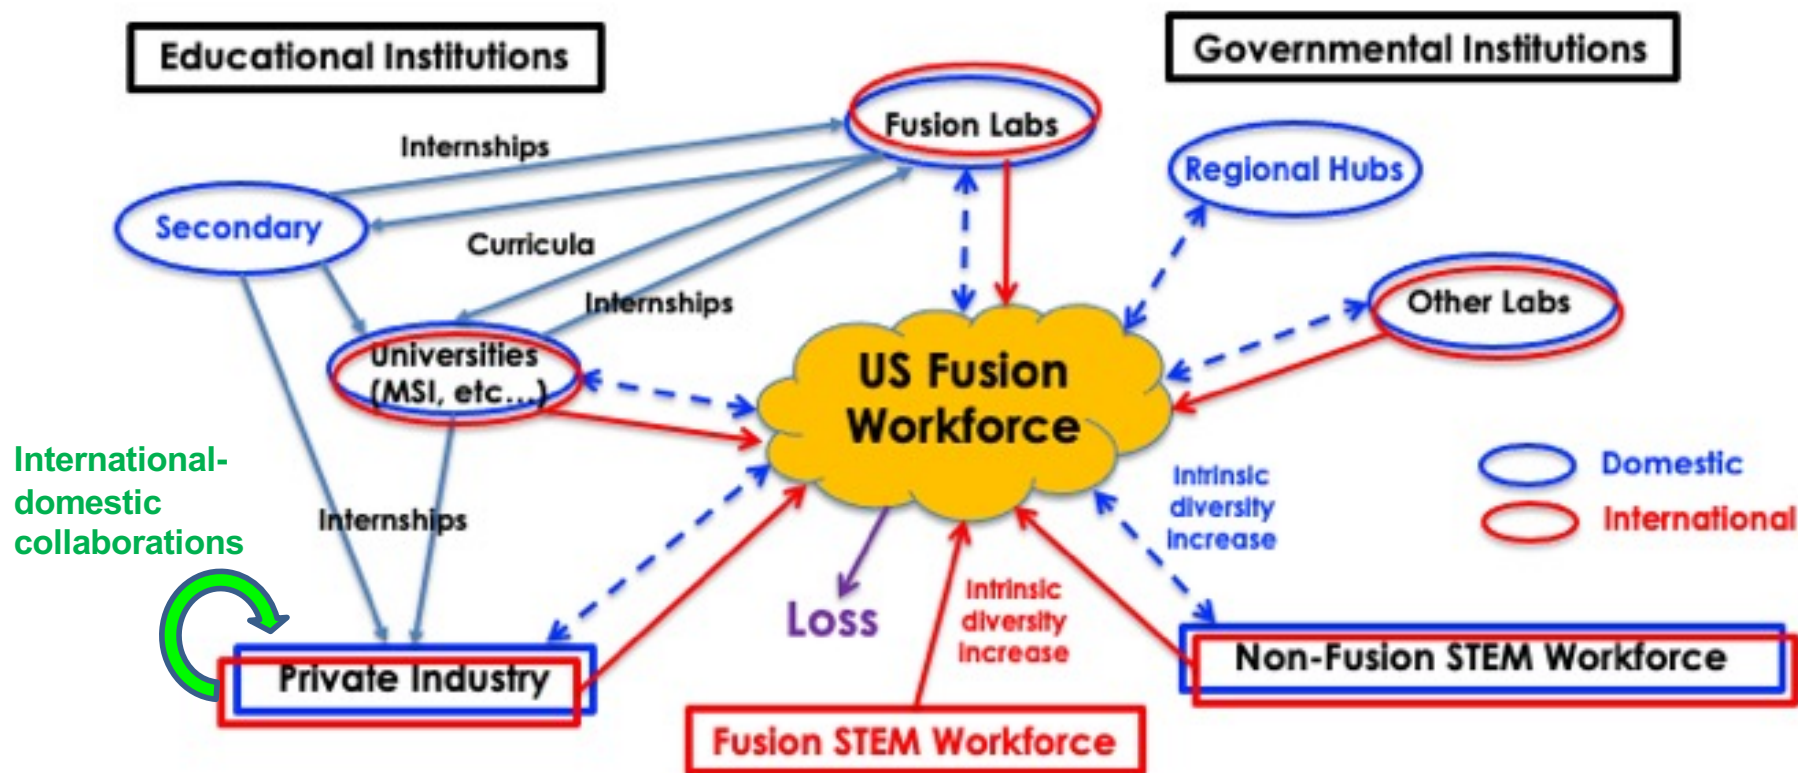 Educational Institutions
Governmental Institutions
Fusion Labs
Internships
Regional Hubs
Secondary
Curricula
Internships
Other Labs
Universities
(MSI, etc...)
US Fusion
Workforce
International-
domestic
collaborations
Internships
Intrinsic
diversity
increase
Domestic
International
Loss
Intrinsic
diversity
increase
Private Industry
Non-Fusion STEM Workforce
Fusion STEM Workforce